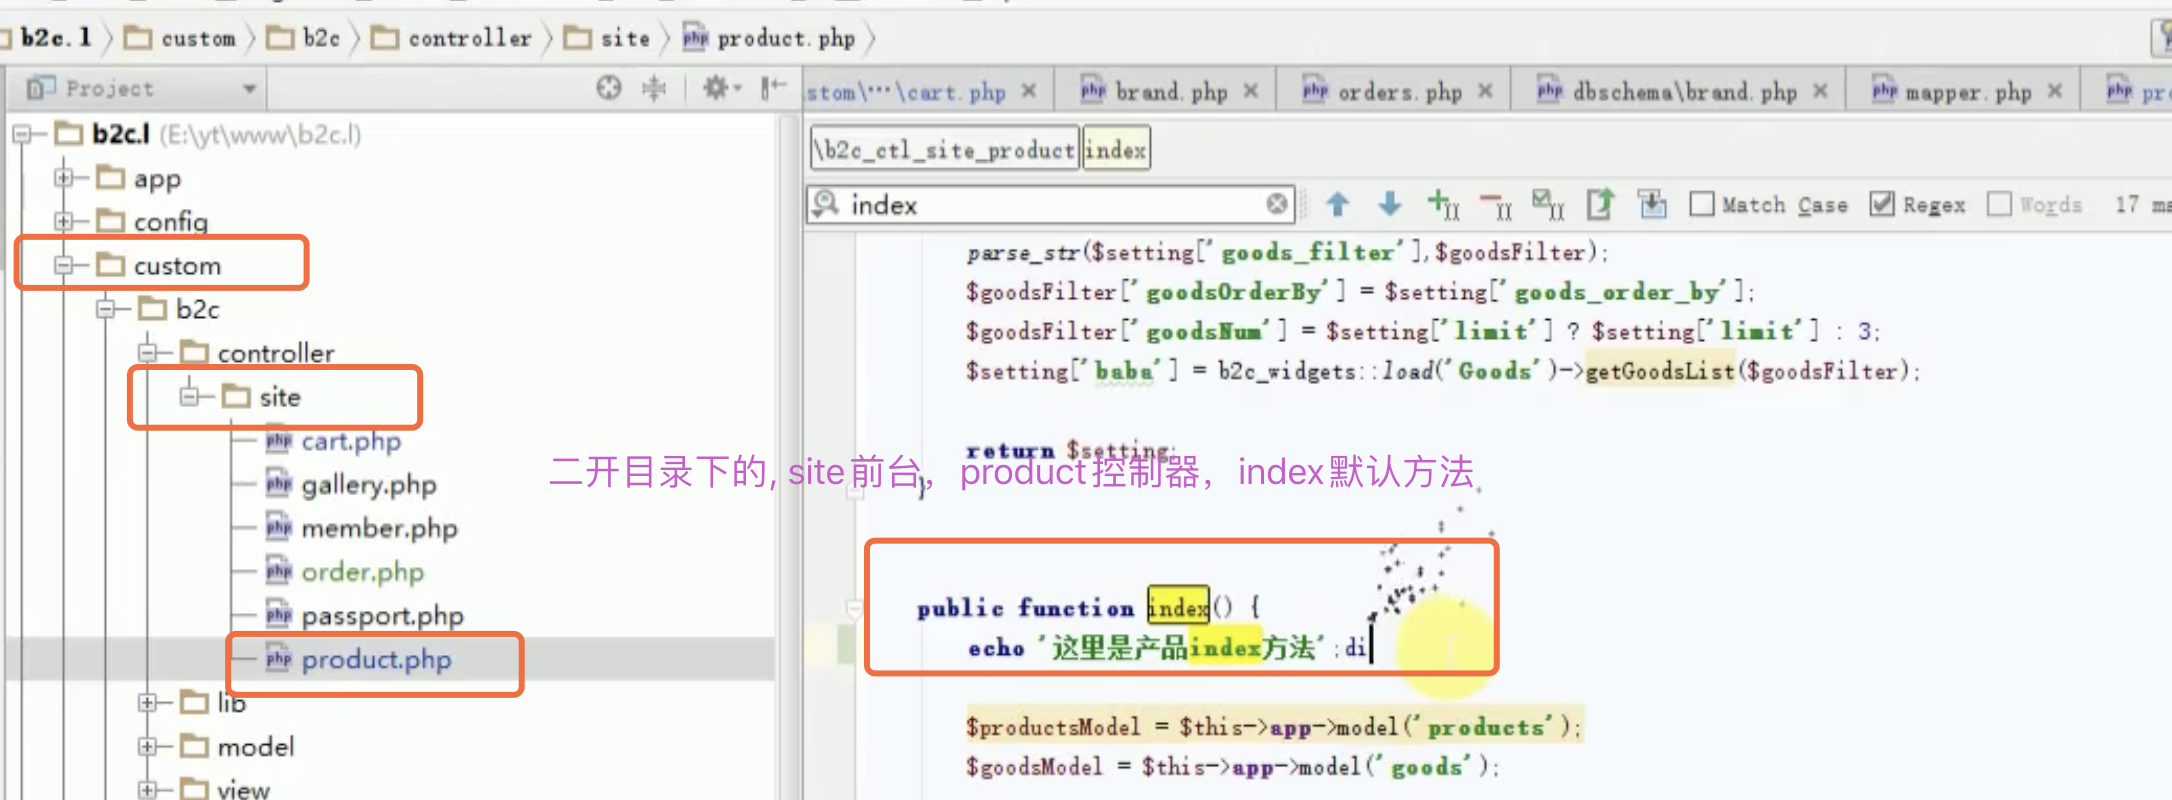 b2c.l custom b2c controller site product.php
Project
stom\···\cart.php brand.php orders.php dbschema\brand.php mapper.php
b2c.l (E:\yt\www\b2c.l)
\b2c_ctl_site_product index
app
index Match Case Regex Words 17
config
custom
b2c
controller
site
cart.php
gallery.php
member.php
order.php
passport.php
product.php
lib
model
view
parse_str($setting['goods_filter'],$goodsFilter);
$goodsFilter['goodsOrderBy'] = $setting['goods_order_by'];
$goodsFilter['goodsNum'] = $setting['limit'] ? $setting['limit'] : 3;
$setting['baba'] = b2c_widgets::load('Goods')->getGoodsList($goodsFilter);
return $setting;
二开目录下的, site前台，product控制器，index默认方法
}
public function index() {
echo '这里是产品index方法';di
$productsModel = $this->app->model('products');
$goodsModel = $this->app->model('goods');